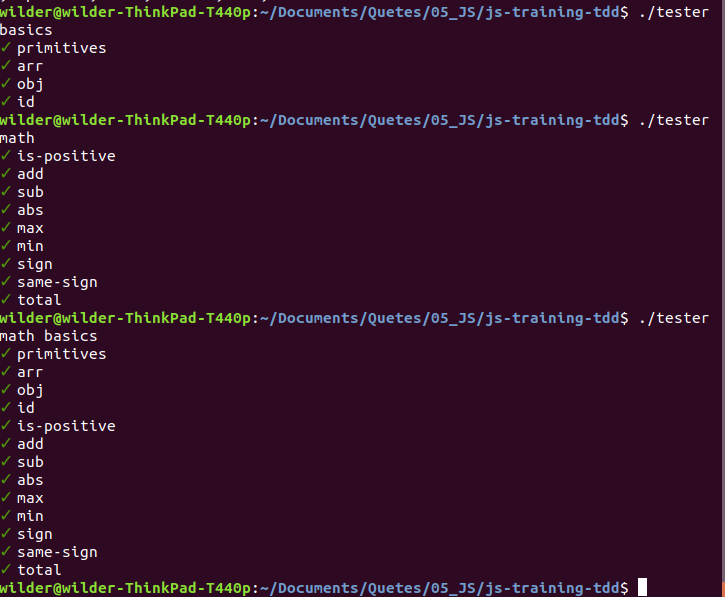 wilder@wilder-ThinkPad-T440p:~/Documents/Quetes/05_JS/js-training-tdd$ ./tester
basics
✓ primitives
✓ arr
✓ obj
✓ id
wilder@wilder-ThinkPad-T440p:~/Documents/Quetes/05_JS/js-training-tdd$ ./tester
math
✓ is-positive
✓ add
✓ sub
✓ abs
✓ max
✓ min
✓ sign
✓ same-sign
✓ total
wilder@wilder-ThinkPad-T440p:~/Documents/Quetes/05_JS/js-training-tdd$ ./tester
math basics
✓ primitives
✓ arr
✓ obj
✓ id
✓ is-positive
✓ add
✓ sub
✓ abs
✓ max
✓ min
✓ sign
✓ same-sign
✓ total
wilder@wilder-ThinkPad-T440p:~/Documents/Quetes/05_JS/js-training-tdd$